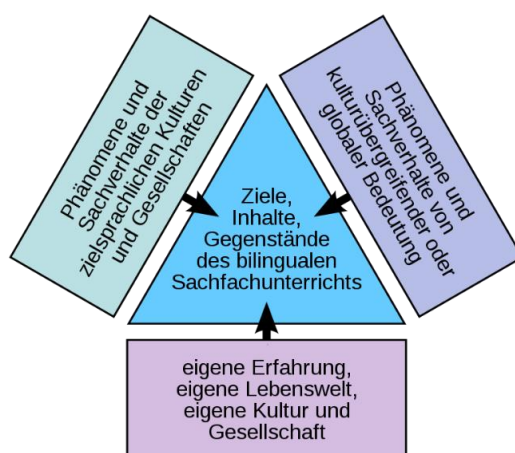 Phänomene und
Sachverhalte der
zielsprachlichen Kulturen
und Gesellschaften
Phänomene und
Sachverhalte von
kulturübergreifender oder
globaler Bedeutung
Ziele,
Inhalte,
Gegenstände
des bilingualen
Sachfachunterrichts
eigene Erfahrung,
eigene Lebenswelt,
eigene Kultur und
Gesellschaft